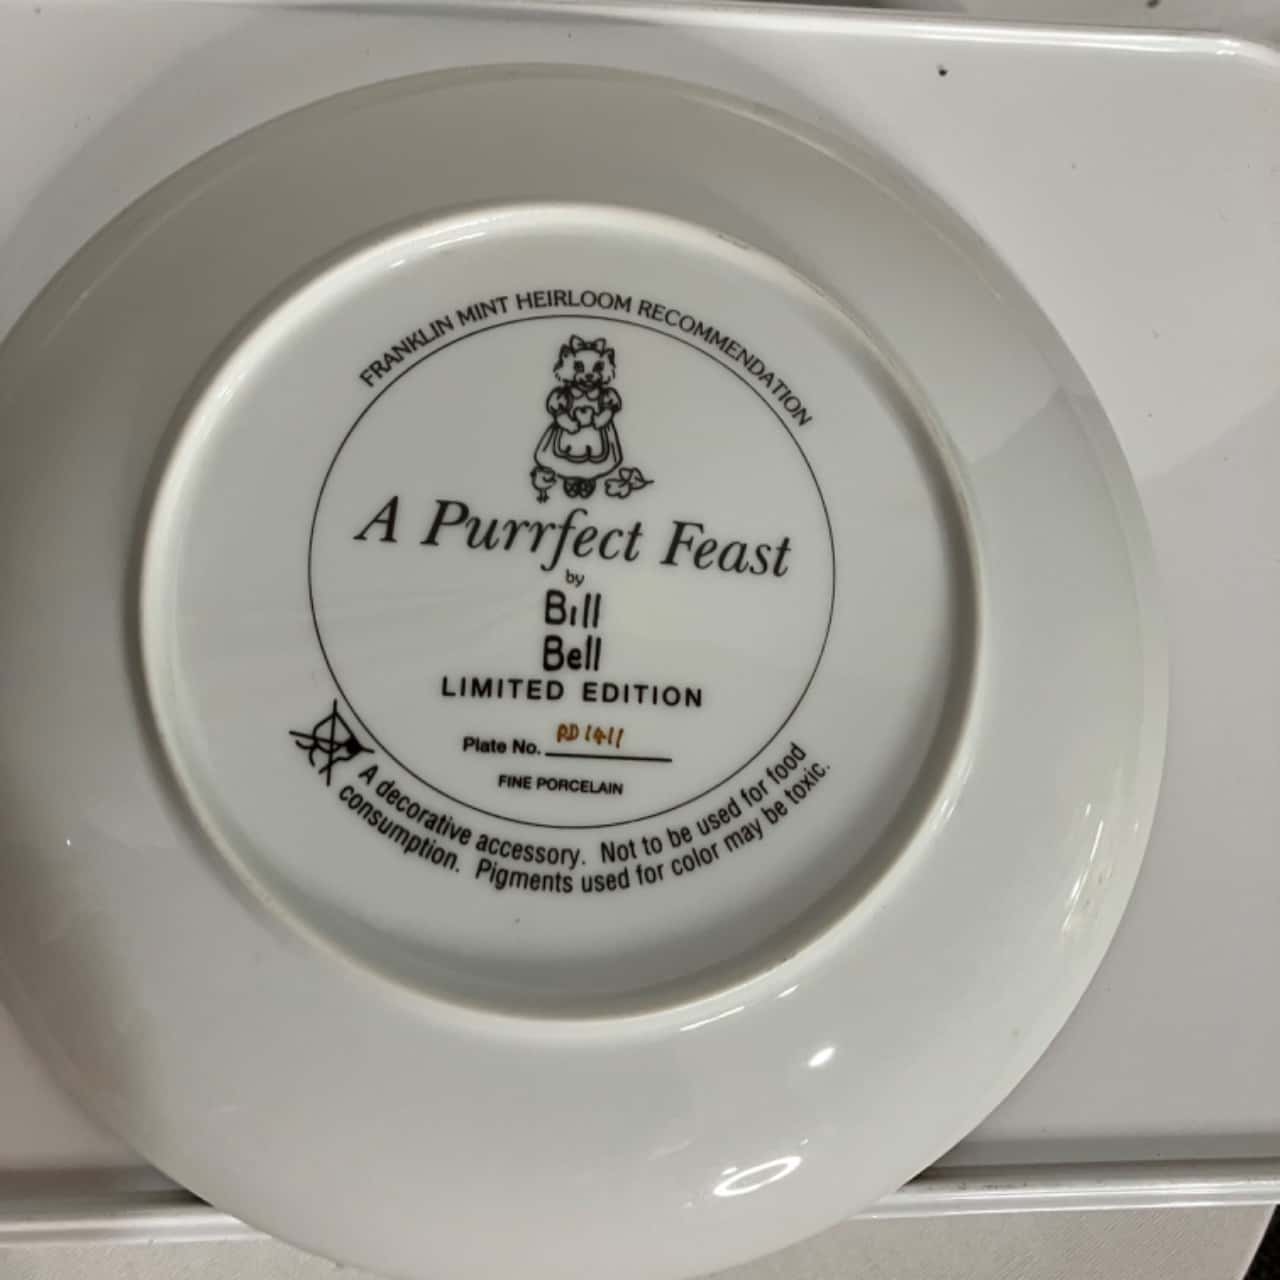 FRANKLIN MINT HEIRLOOM RECOMMENDATION
A Purrfect Feast
by
Bill
Bell
LIMITED EDITION
Plate No. RD1411
FINE PORCELAIN
A decorative accessory. Not to be used for food
consumption. Pigments used for color may be toxic.